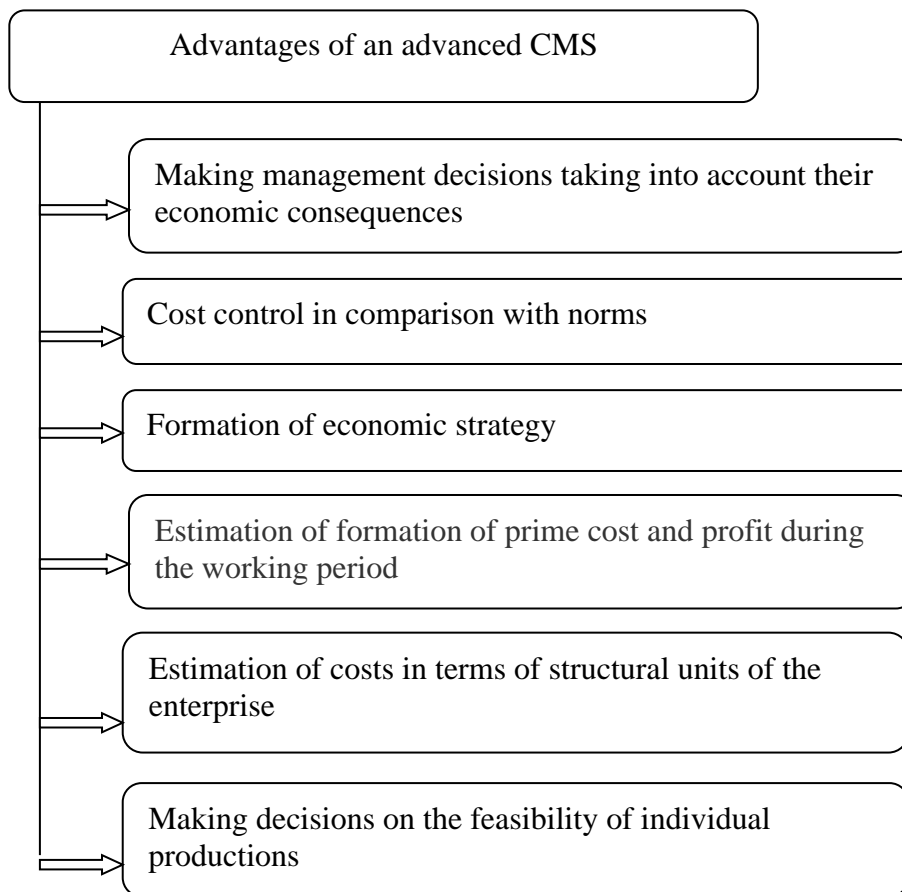 Advantages of an advanced CMS
Making management decisions taking into account their
economic consequences
Cost control in comparison with norms
Formation of economic strategy
Estimation of formation of prime cost and profit during
the working period
Estimation of costs in terms of structural units of the
enterprise
Making decisions on the feasibility of individual
productions